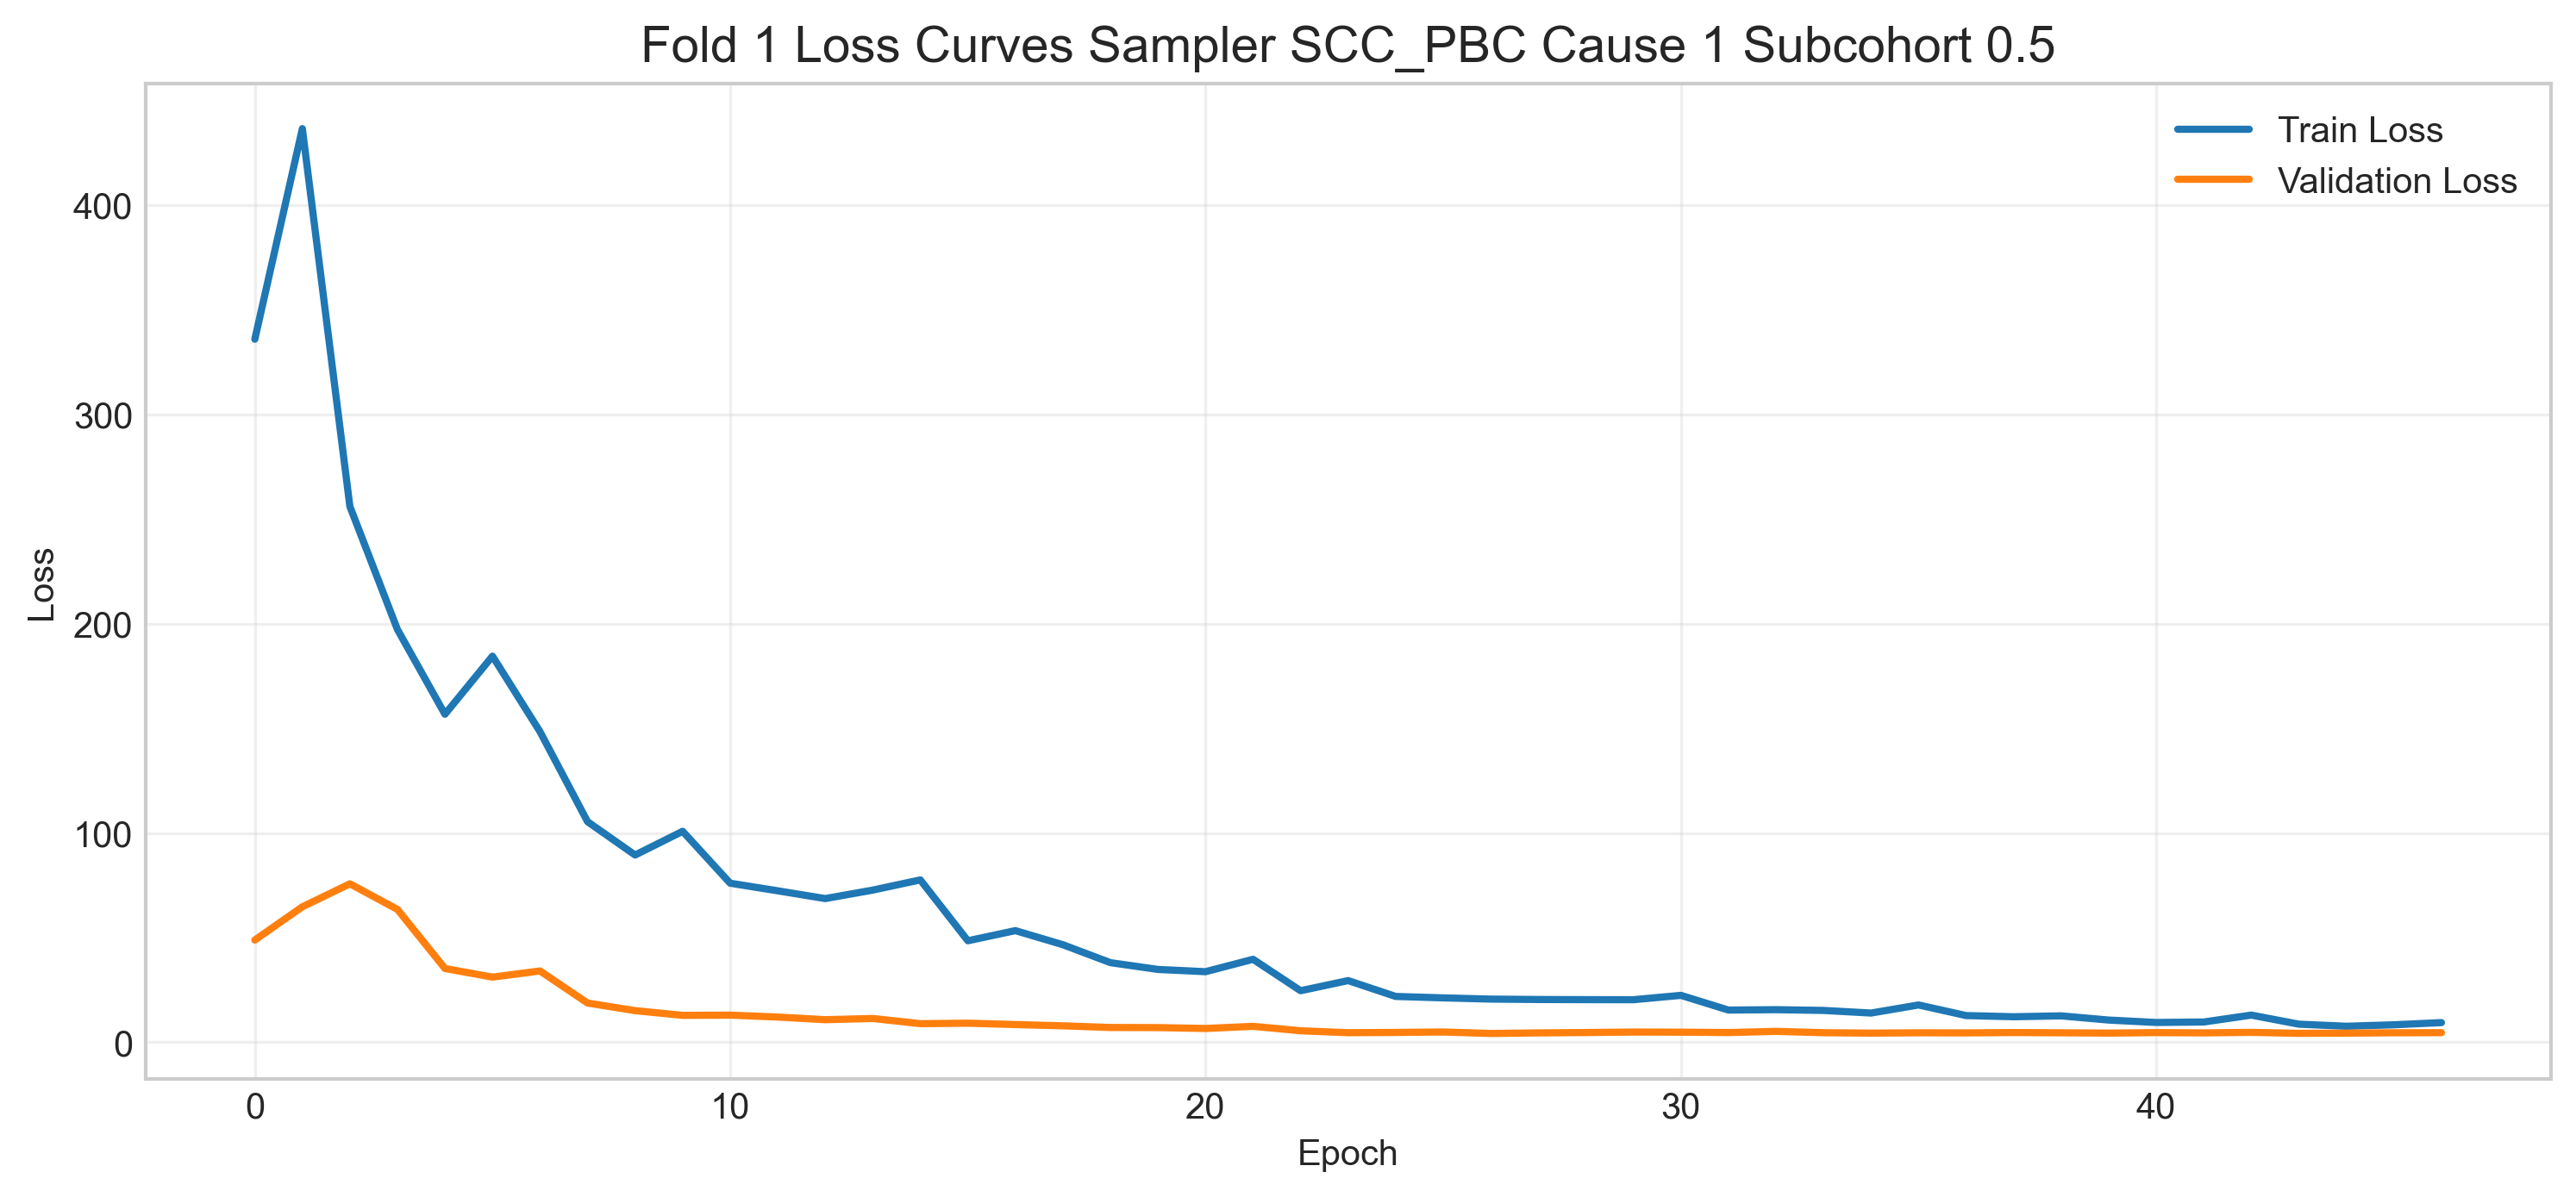 Fold 1 Loss Curves Sampler SCC_PBC Cause 1 Subcohort 0.5
Train Loss
Validation Loss
400
300
200
100
0
Loss
0 10 20 30 40
Epoch